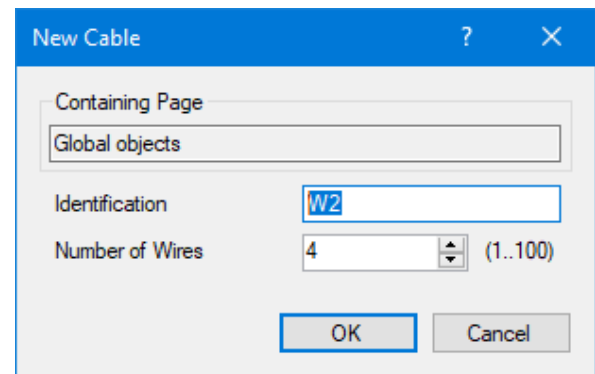 New Cable ?
Containing Page
Global objects
Identification W2
Number of Wires 4 (1..100)
OK Cancel